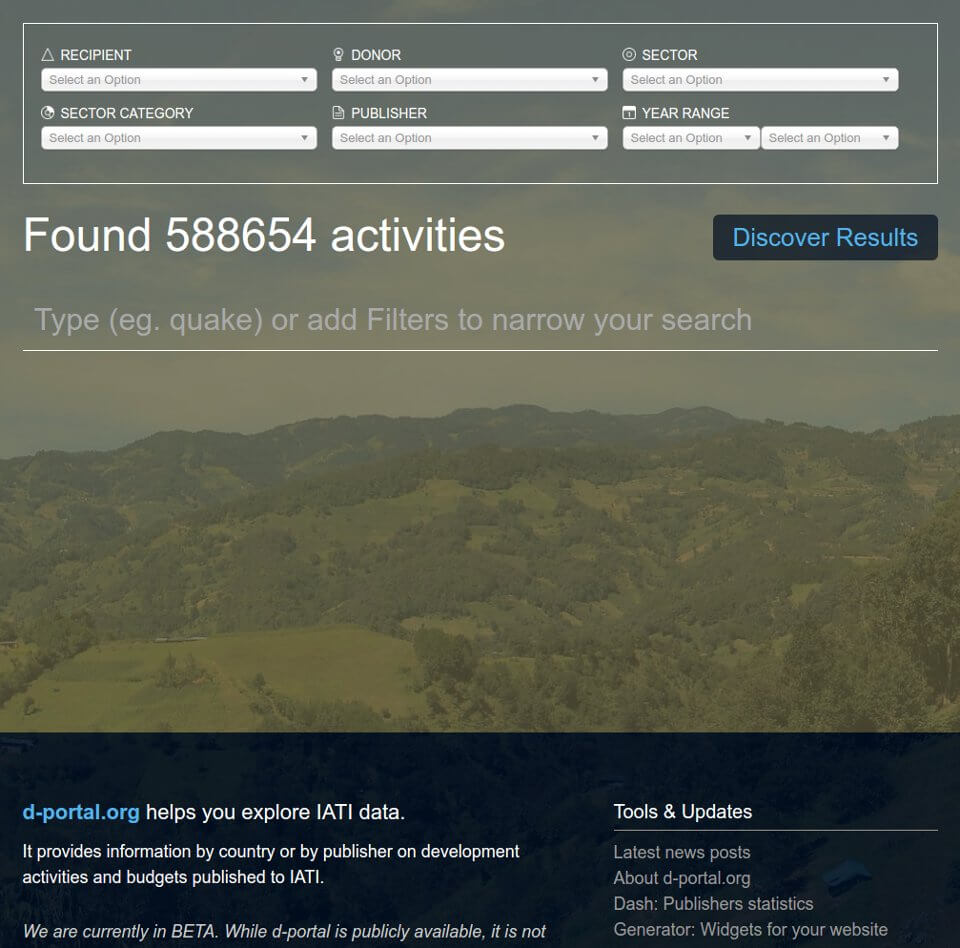 RECIPIENT
DONOR
SECTOR
Select an Option
Select an Option
Select an Option
SECTOR CATEGORY
PUBLISHER
YEAR RANGE
Select an Option
Select an Option
Select an Option
Select an Option
Found 588654 activities
Discover Results
Type (eg. quake) or add Filters to narrow your search
d-portal.org helps you explore IATI data.
It provides information by country or by publisher on development
activities and budgets published to IATI.
We are currently in BETA. While d-portal is publicly available, it is not
Tools & Updates
Latest news posts
About d-portal.org
Dash: Publishers statistics
Generator: Widgets for your website